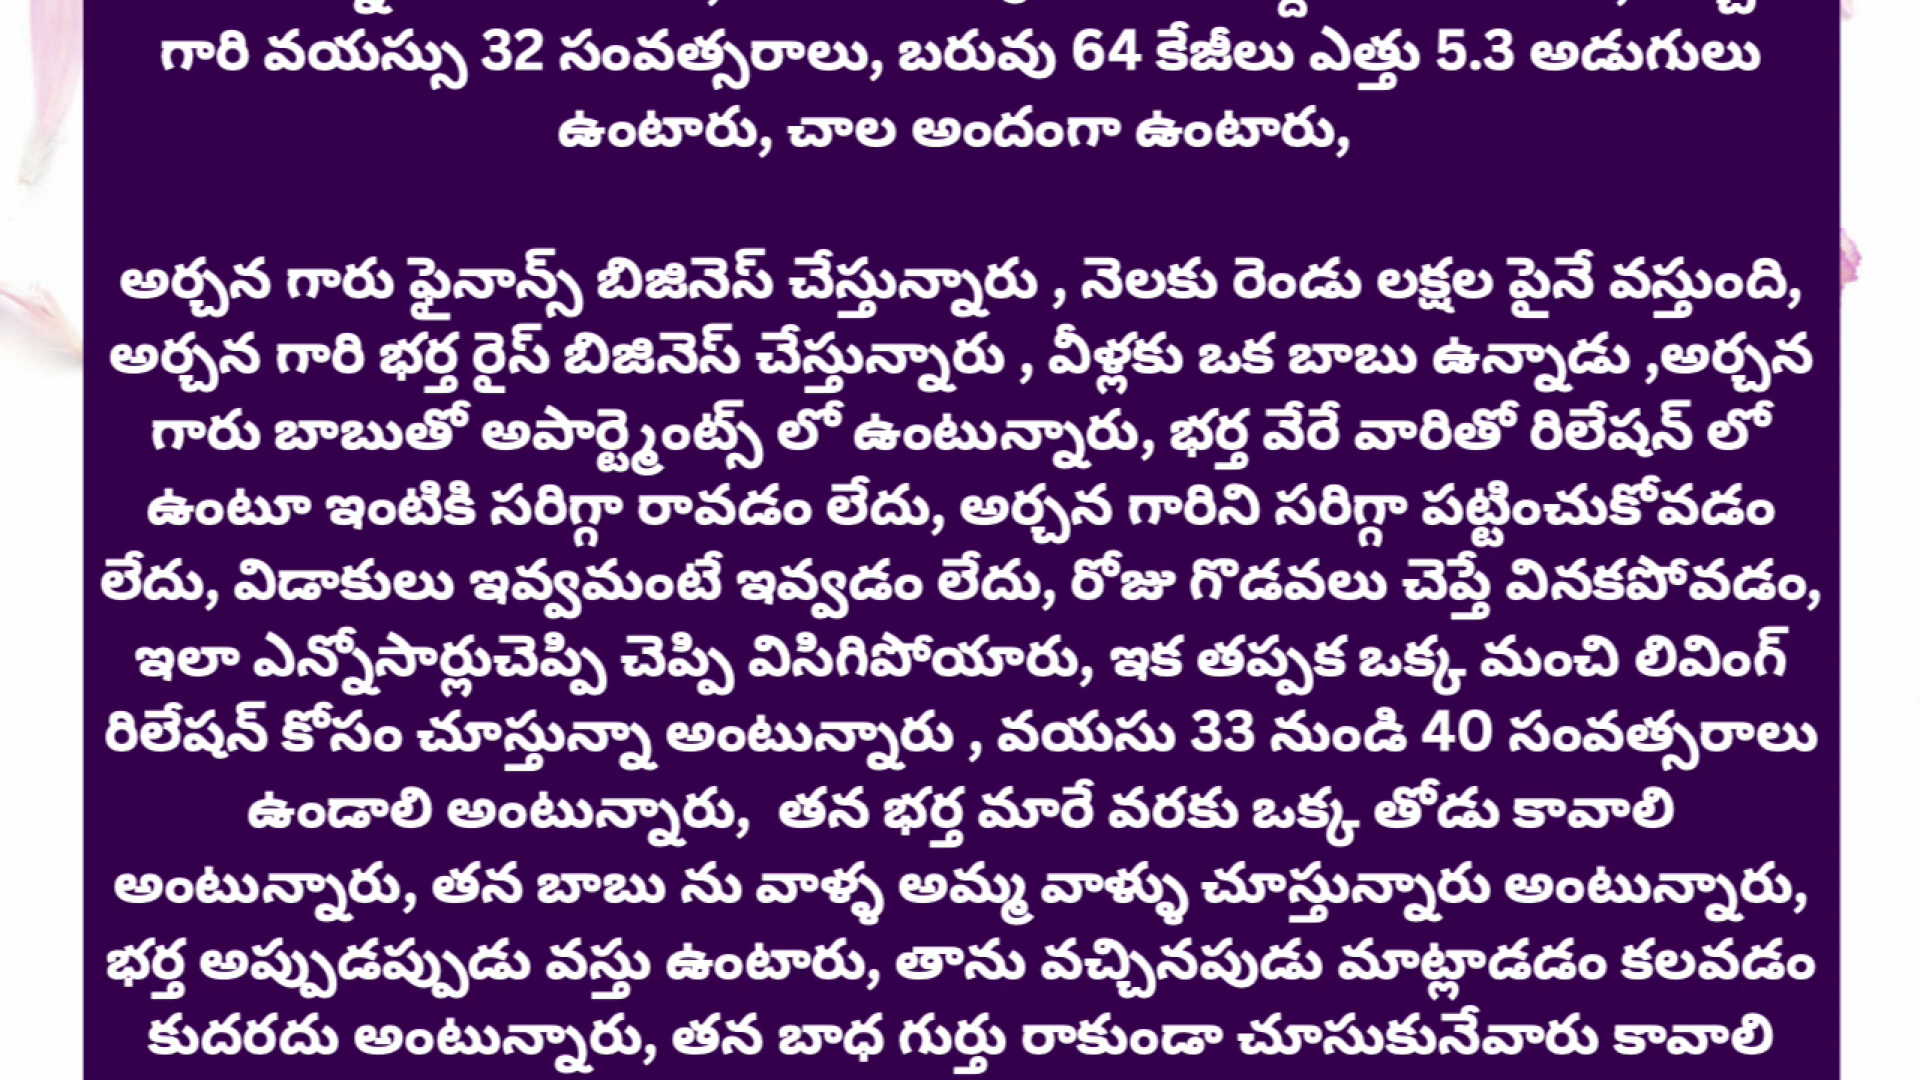 గారి వయస్సు 32 సంవత్సరాలు, బరువు 64 కేజీలు ఎత్తు 5.3 అడుగులు
ఉంటారు, చాల అందంగా ఉంటారు,
అర్చన గారు ఫైనాన్స్ బిజినెస్ చేస్తున్నారు , నెలకు రెండు లక్షల పైనే వస్తుంది,
అర్చన గారి భర్త రైస్ బిజినెస్ చేస్తున్నారు , వీళ్లకు ఒక బాబు ఉన్నాడు ,అర్చన
గారు బాబుతో అపార్ట్మెంట్స్ లో ఉంటున్నారు, భర్త వేరే వారితో రిలేషన్ లో
ఉంటూ ఇంటికి సరిగ్గా రావడం లేదు, అర్చన గారిని సరిగ్గా పట్టించుకోవడం
లేదు, విడాకులు ఇవ్వమంటే ఇవ్వడం లేదు, రోజు గొడవలు చెప్తే వినకపోవడం,
ఇలా ఎన్నోసార్లుచెప్పి చెప్పి విసిగిపోయారు, ఇక తప్పక ఒక్క మంచి లివింగ్
రిలేషన్ కోసం చూస్తున్నా అంటున్నారు , వయసు 33 నుండి 40 సంవత్సరాలు
ఉండాలి అంటున్నారు, తన భర్త మారే వరకు ఒక్క తోడు కావాలి
అంటున్నారు, తన బాబు ను వాళ్ళ అమ్మ వాళ్ళు చూస్తున్నారు అంటున్నారు,
భర్త అప్పుడప్పుడు వస్తు ఉంటారు, తాను వచ్చినపుడు మాట్లాడడం కలవడం
కుదరదు అంటున్నారు, తన బాధ గుర్తు రాకుండా చూసుకునేవారు కావాలి